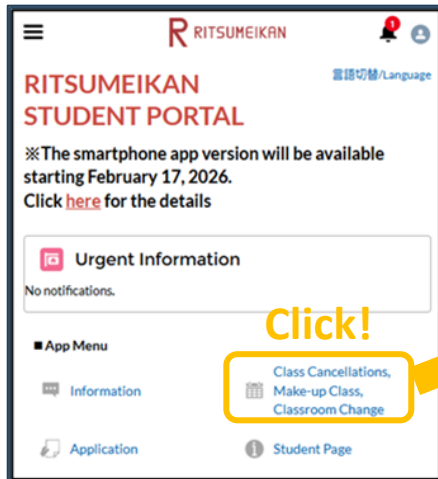 RITSUMEIKAN
1
言語切替/Language
RITSUMEIKAN
STUDENT PORTAL
※The smartphone app version will be available
starting February 17, 2026.
Click here for the details
Urgent Information
No notifications.
Click!
■App Menu
Information
Class Cancellations,
Make-up Class,
Classroom Change
Application
Student Page